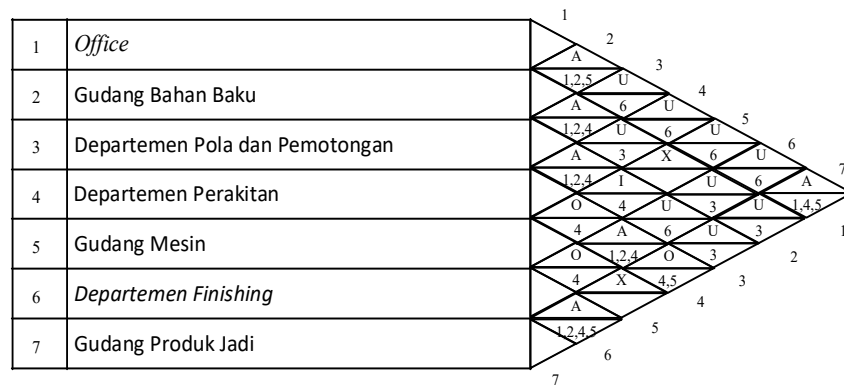 1
2
1 Office
A
3
1,2,5 U
4
2 Gudang Bahan Baku
A 6 U
5
1,2,4 U 6 U
6
3 Departemen Pola dan Pemotongan
A 3 X 6 U
7
1,2,4 I U 6 A
4 Departemen Perakitan
O 4 U 3 U 1,4,5
4 A 6 U 3 1
5 Gudang Mesin
O 1,2,4 O 3 2
4 X 4,5 3
6 Departemen Finishing
A 4
5
7 Gudang Produk Jadi
1,2,4,5
6
7